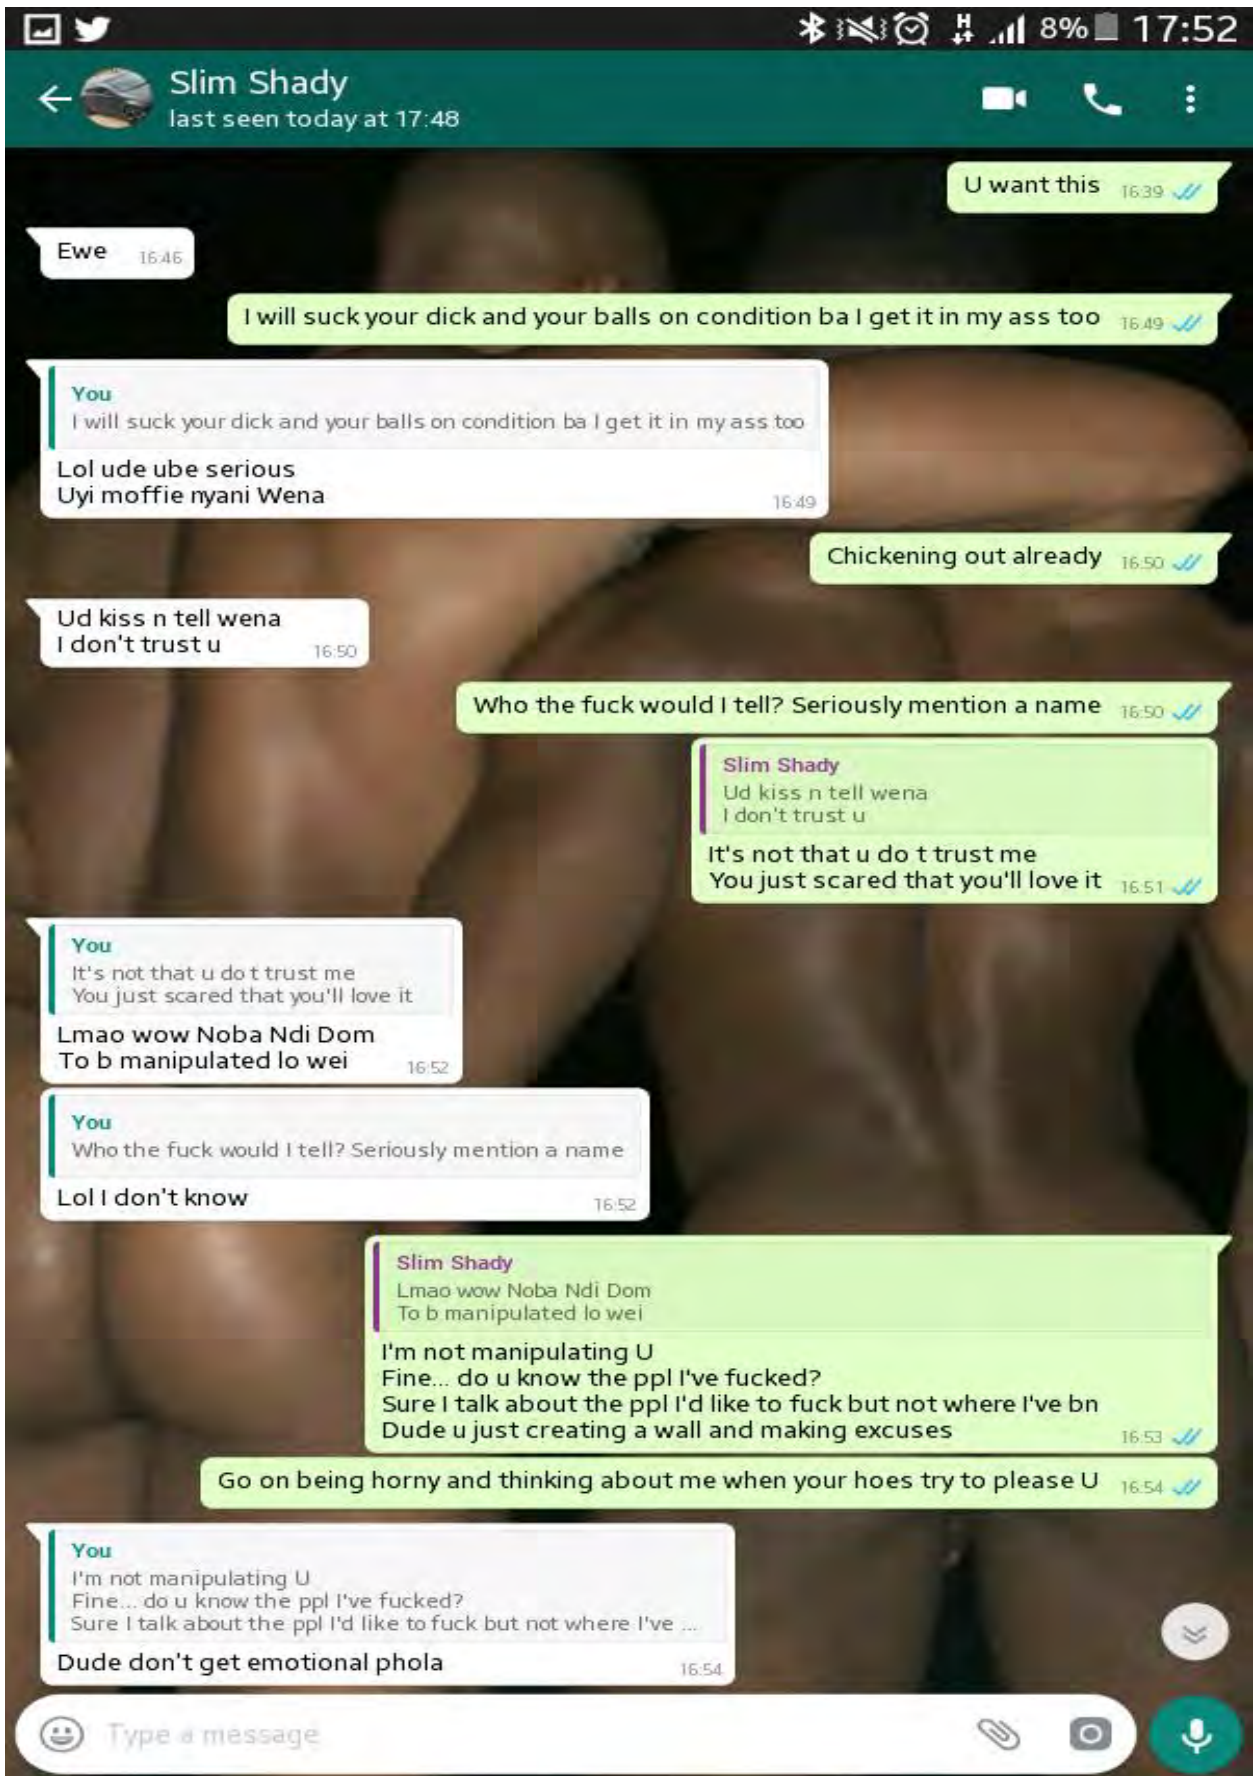 8% 17:52
Slim Shady
last seen today at 17:48
U want this 16:39
Ewe 16:46
I will suck your dick and your balls on condition ba I get it in my ass too 16:49
You
I will suck your dick and your balls on condition ba I get it in my ass too
Lol ude ube serious
Uyi moffie nyani Wena 16:49
Chickening out already 16:50
Ud kiss n tell wena
I don't trust u 16:50
Who the fuck would I tell? Seriously mention a name 16:50
Slim Shady
Ud kiss n tell wena
I don't trust u
It's not that u do t trust me
You just scared that you'll love it 16:51
You
It's not that u do t trust me
You just scared that you'll love it
Lmao wow Noba Ndi Dom
To b manipulated lo wei 16:52
You
Who the fuck would I tell? Seriously mention a name
Lol I don't know 16:52
Slim Shady
Lmao wow Noba Ndi Dom
To b manipulated lo wei
I'm not manipulating U
Fine... do u know the ppl I've fucked?
Sure I talk about the ppl I'd like to fuck but not where I've bn
Dude u just creating a wall and making excuses 16:53
Go on being horny and thinking about me when your hoes try to please U 16:54
You
I'm not manipulating U
Fine... do u know the ppl I've fucked?
Sure I talk about the ppl I'd like to fuck but not where I've ...
Dude don't get emotional phola 16:54
Type a message